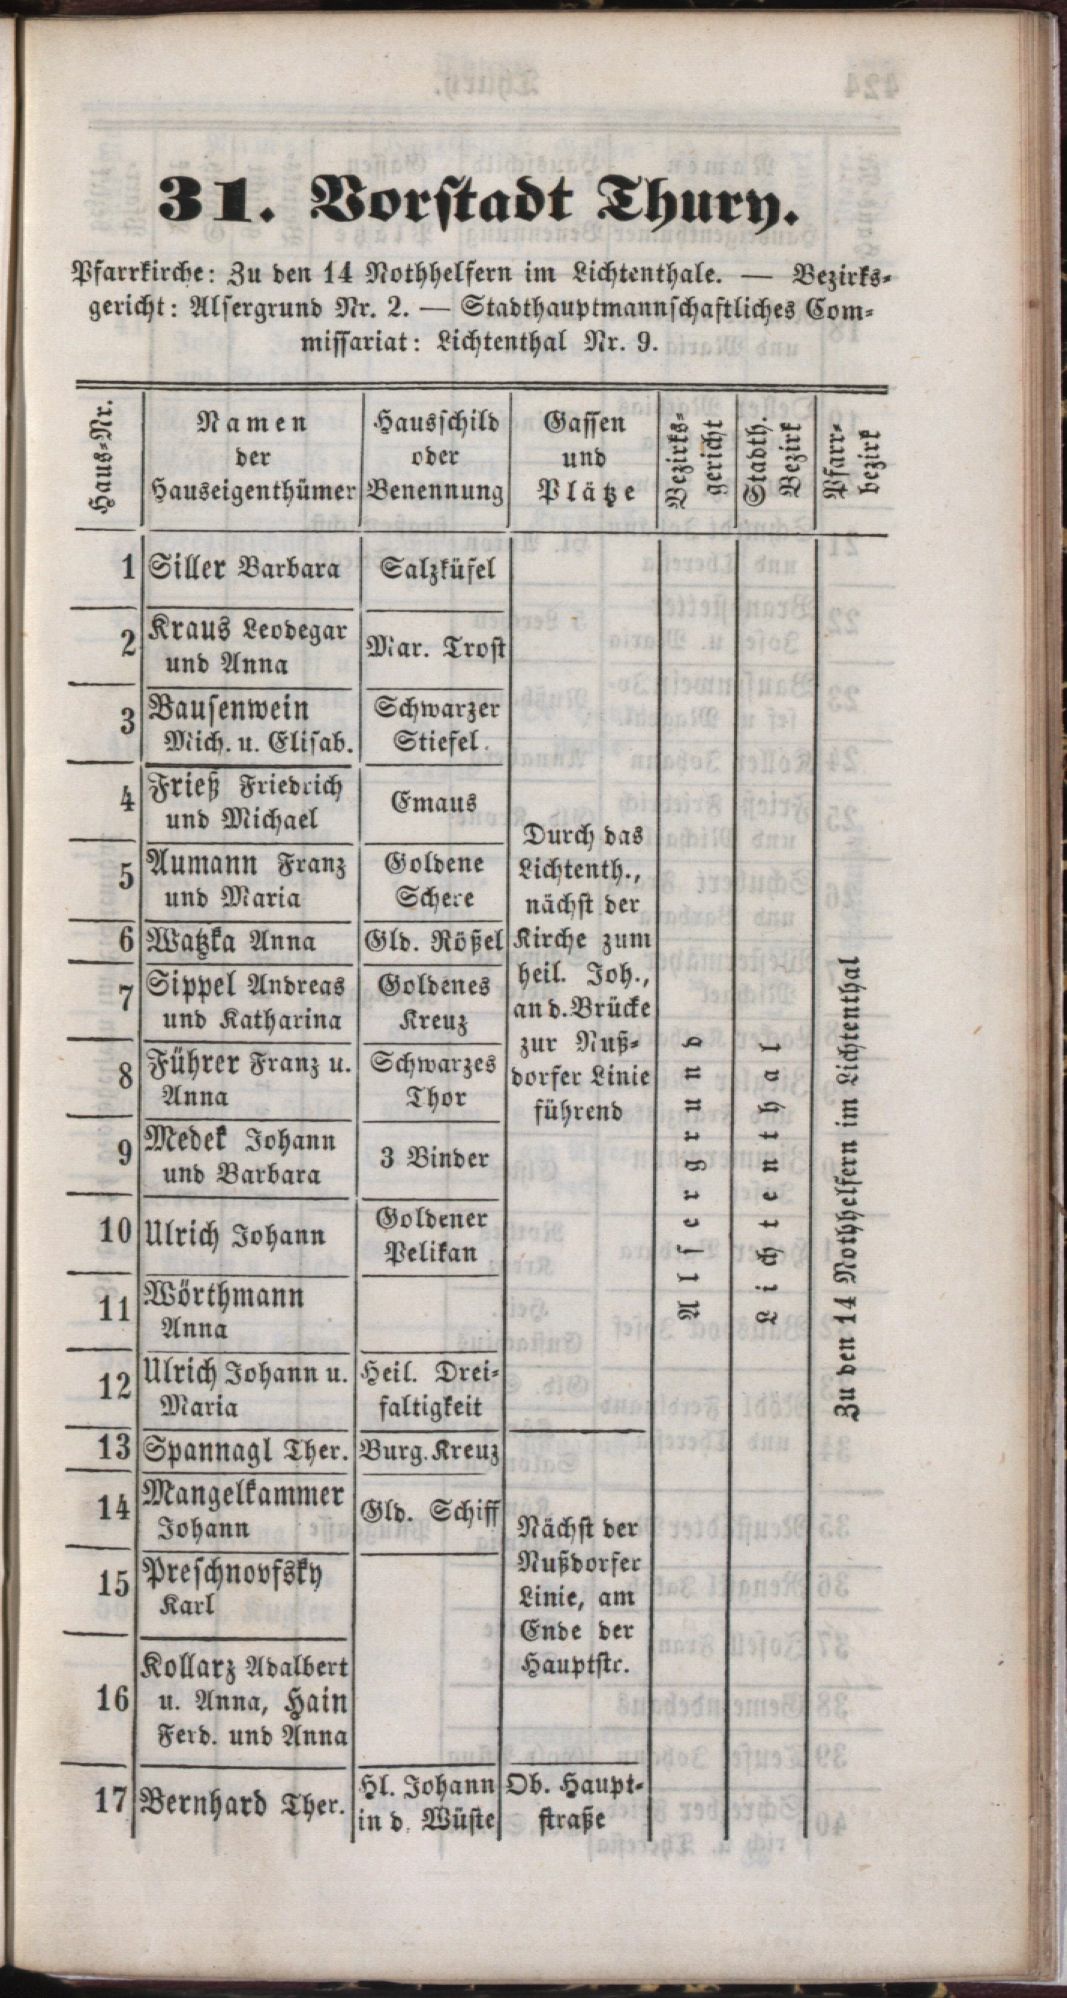 31. Vorstadt Thury.
Pfarrkirche: Zu den 14 Nothhelfern im Lichtenthale. — Bezirks-
gericht: Alsergrund Nr. 2. — Stadthauptmannschaftliches Com-
missariat: Lichtenthal Nr. 9.
Haus-Nr.
Namen
der
Hauseigenthümer
Hausschild
oder
Benennung
Gassen
und
Plätze
Bezirks-
gericht
Stadth.
Bezirk
Pfarr-
bezirk
1 Siller Barbara Salzküfel
2 Kraus Leodegar
und Anna
Mar. Trost
3 Bausenwein
Mich. u. Elisab.
Schwarzer
Stiefel
4 Frieß Friedrich
und Michael
Emaus
5 Aumann Franz
und Maria
Goldene
Schere
6 Watzka Anna Gld. Rößel
7 Sippel Andreas
und Katharina
Goldenes
Kreuz
8 Führer Franz u.
Anna
Schwarzes
Thor
9 Medek Johann
und Barbara
3 Binder
10 Ulrich Johann
Goldener
Pelikan
11 Wörthmann
Anna
12 Ulrich Johann u.
Maria
Heil. Drei-
faltigkeit
13 Spannagl Ther. Burg. Kreuz
14 Mangelkammer
Johann
Gld. Schiff
15 Preschnovfsky
Karl
16 Kollarz Adalbert
u. Anna, Hain
Ferd. und Anna
17 Bernhard Ther.
Hl. Johann
in d. Wüste
Durch das
Lichtenth.,
nächst der
Kirche zum
heil. Joh.,
an d. Brücke
zur Nuß-
dorfer Linie
führend
Nächst der
Nußdorfer
Linie, am
Ende der
Hauptstr.
Ob. Haupt-
straße
Alsergrund
Lichtenthal
Zu den 14 Nothhelfern im Lichtenthal